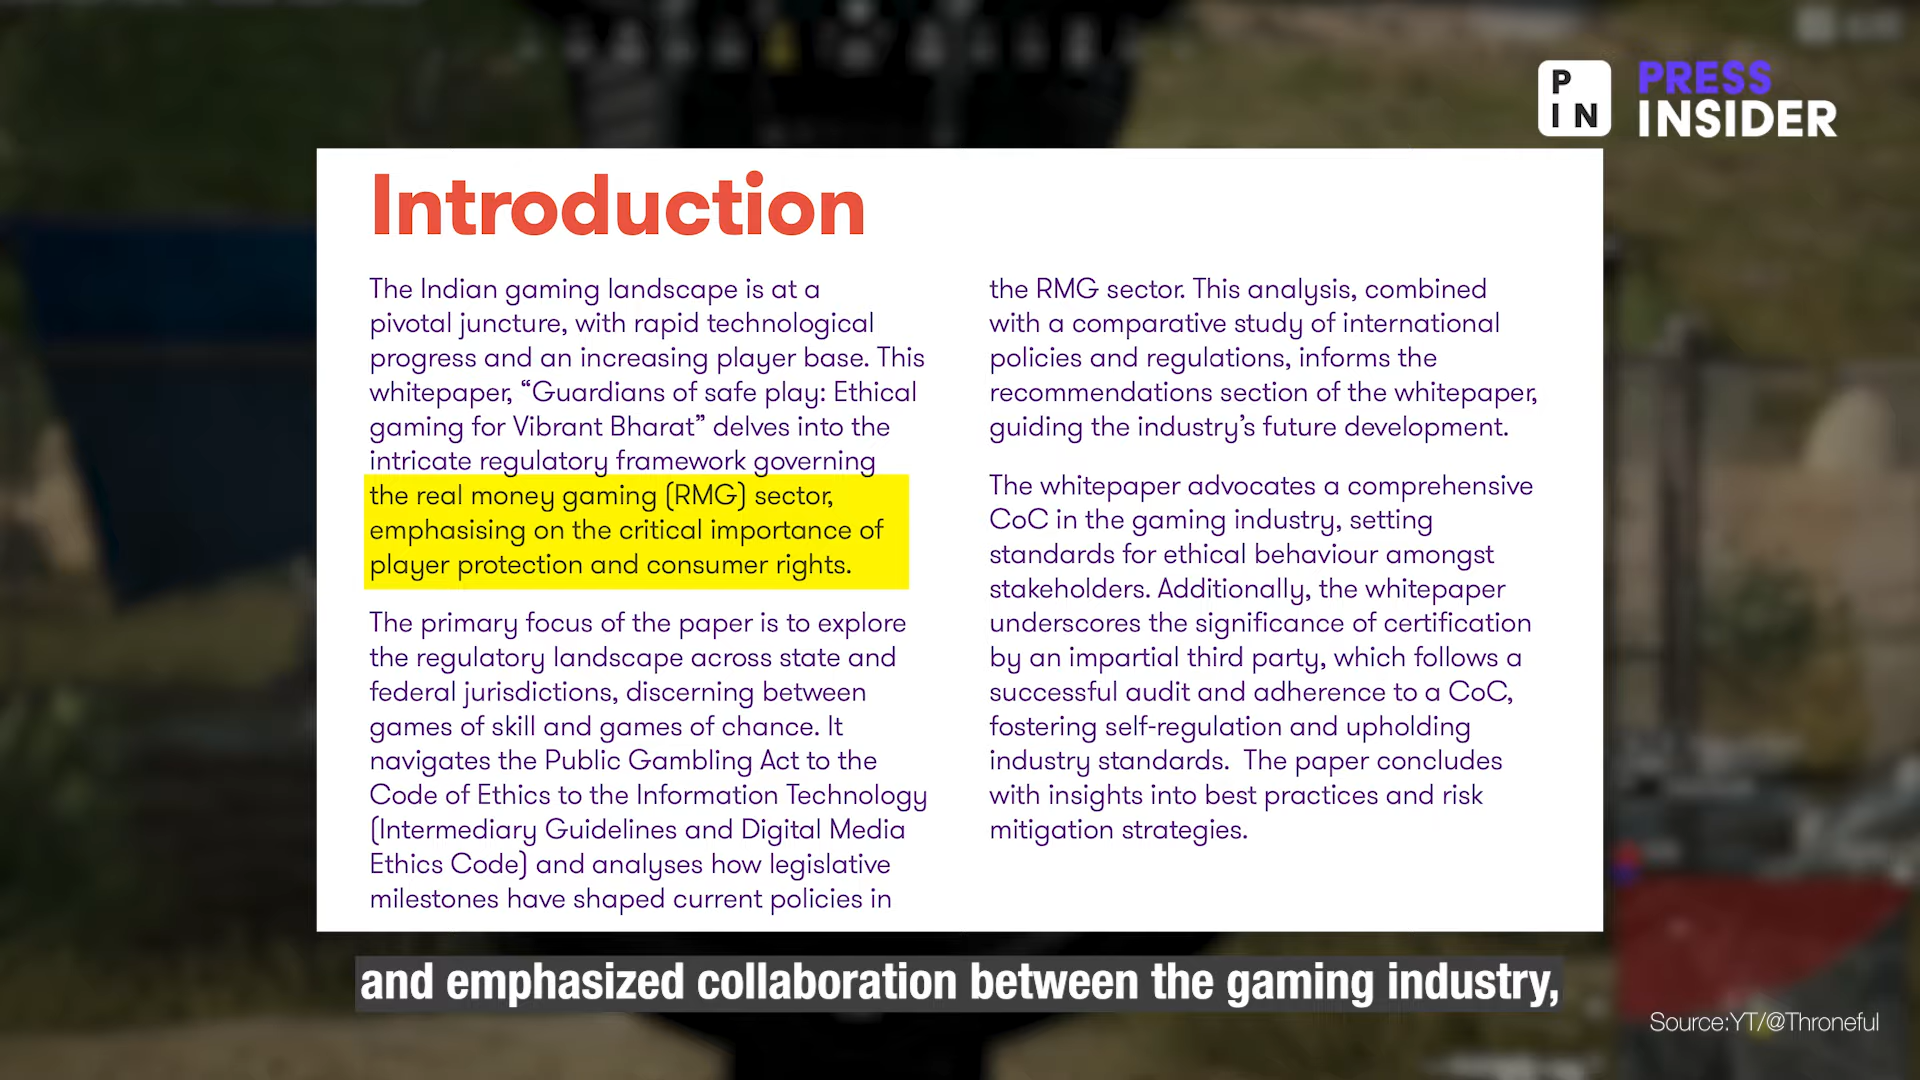 P
IN
PRESS
INSIDER
Introduction
The Indian gaming landscape is at a
pivotal juncture, with rapid technological
progress and an increasing player base. This
whitepaper, “Guardians of safe play: Ethical
gaming for Vibrant Bharat” delves into the
intricate regulatory framework governing
the real money gaming (RMG) sector,
emphasising on the critical importance of
player protection and consumer rights.
The primary focus of the paper is to explore
the regulatory landscape across state and
federal jurisdictions, discerning between
games of skill and games of chance. It
navigates the Public Gambling Act to the
Code of Ethics to the Information Technology
(Intermediary Guidelines and Digital Media
Ethics Code) and analyses how legislative
milestones have shaped current policies in
the RMG sector. This analysis, combined
with a comparative study of international
policies and regulations, informs the
recommendations section of the whitepaper,
guiding the industry’s future development.
The whitepaper advocates a comprehensive
CoC in the gaming industry, setting
standards for ethical behaviour amongst
stakeholders. Additionally, the whitepaper
underscores the significance of certification
by an impartial third party, which follows a
successful audit and adherence to a CoC,
fostering self-regulation and upholding
industry standards.  The paper concludes
with insights into best practices and risk
mitigation strategies.
and emphasized collaboration between the gaming industry,
Source:YT/@Throneful